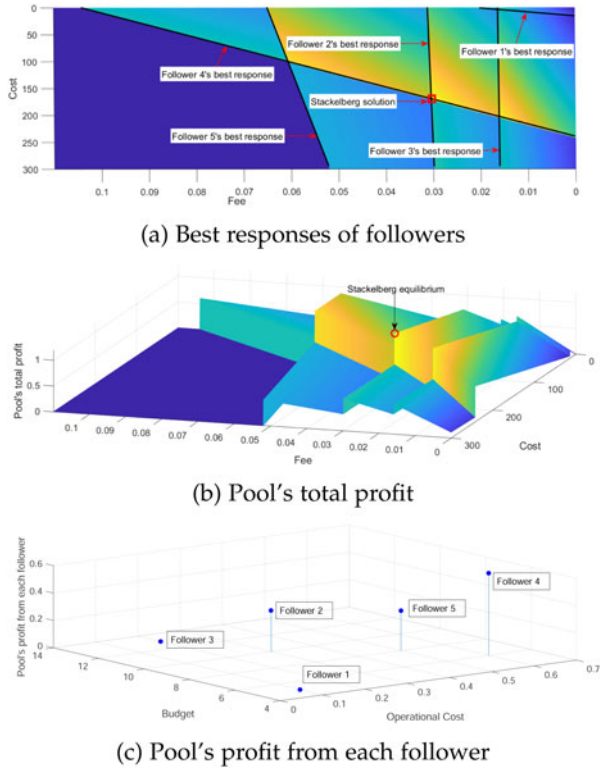 0
50
100
150
200
250
300
Cost
Follower 2's best response
Follower 1's best response
Follower 4's best response
Stackelberg solution
Follower 5's best response
Follower 3's best response
0.1 0.09 0.08 0.07 0.06 0.05 0.04 0.03 0.02 0.01 0
Fee
(a) Best responses of followers
Stackelberg equilibrium
Pool's total profit
1
0.5
0
0.1 0.09 0.08 0.07 0.06 0.05 0.04 0.03 0.02 0.01 0
Fee
0
100
200
300
Cost
(b) Pool's total profit
Pool's profit from each follower
0.6
0.4
0.2
0
Follower 4
Follower 2
Follower 5
Follower 3
Follower 1
14 12 10 8 6 4
Budget
0 0.1 0.2 0.3 0.4 0.5 0.6 0.7
Operational Cost
(c) Pool's profit from each follower